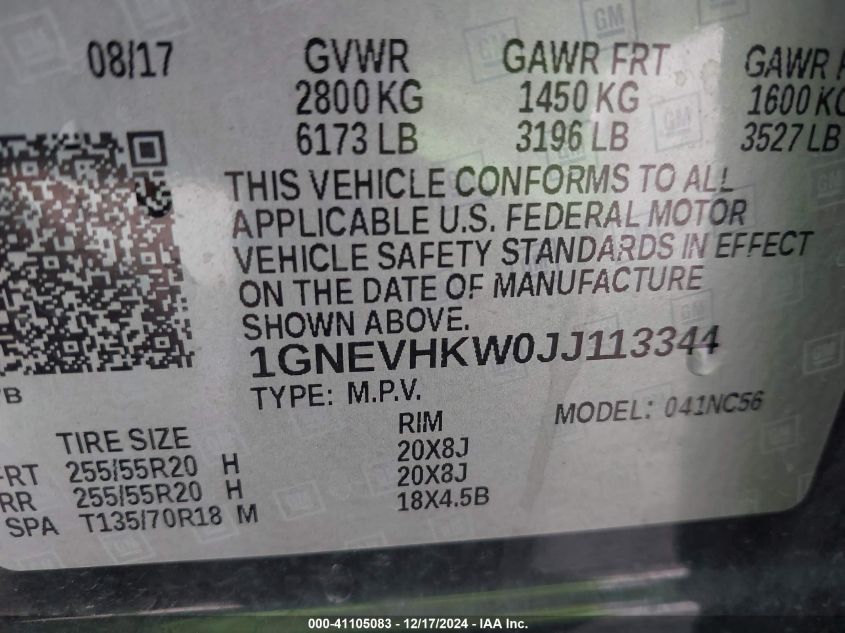 08/17 GVWR GAWR FRT GAWR
2800 KG 1450 KG 1600 KG
6173 LB 3196 LB 3527 LB
THIS VEHICLE CONFORMS TO ALL
APPLICABLE U.S. FEDERAL MOTOR
VEHICLE SAFETY STANDARDS IN EFFECT
ON THE DATE OF MANUFACTURE
SHOWN ABOVE.
1GNEVHKW0JJ113344
TYPE: M.P.V. MODEL: 041NC56
TIRE SIZE RIM
FRT 255/55R20 H 20X8J
RR 255/55R20 H 20X8J
SPA T135/70R18 M 18X4.5B
GM
000-41105083 - 12/17/2024 - IAA Inc.